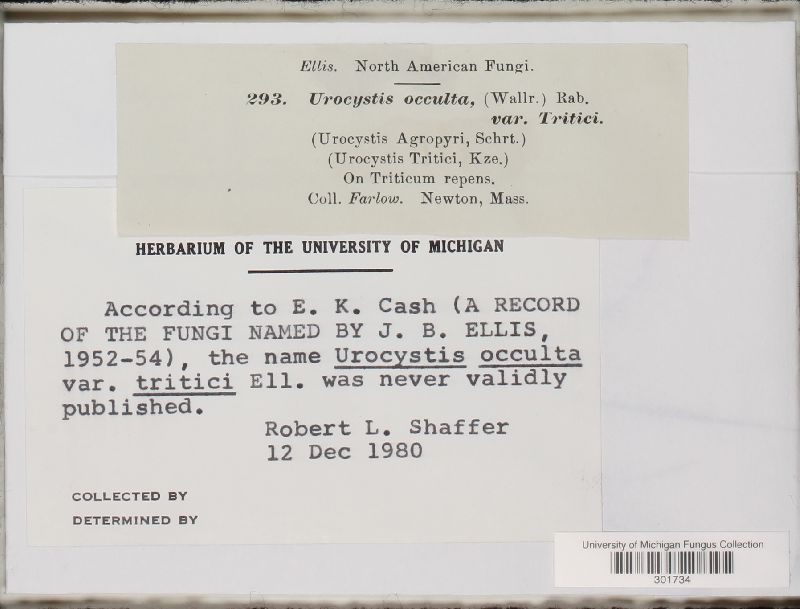 Ellis. North American Fungi.
293. Urocystis occulta, (Wallr.) Rab.
var. Tritici.
(Urocystis Agropyri, Schrt.)
(Urocystis Tritici, Kze.)
On Triticum repens.
Coll. Farlow. Newton, Mass.
HERBARIUM OF THE UNIVERSITY OF MICHIGAN
According to E. K. Cash (A RECORD
OF THE FUNGI NAMED BY J. B. ELLIS,
1952-54), the name Urocystis occulta
var. tritici Ell. was never validly
published.
Robert L. Shaffer
12 Dec 1980
COLLECTED BY
DETERMINED BY
University of Michigan Fungus Collection
301734